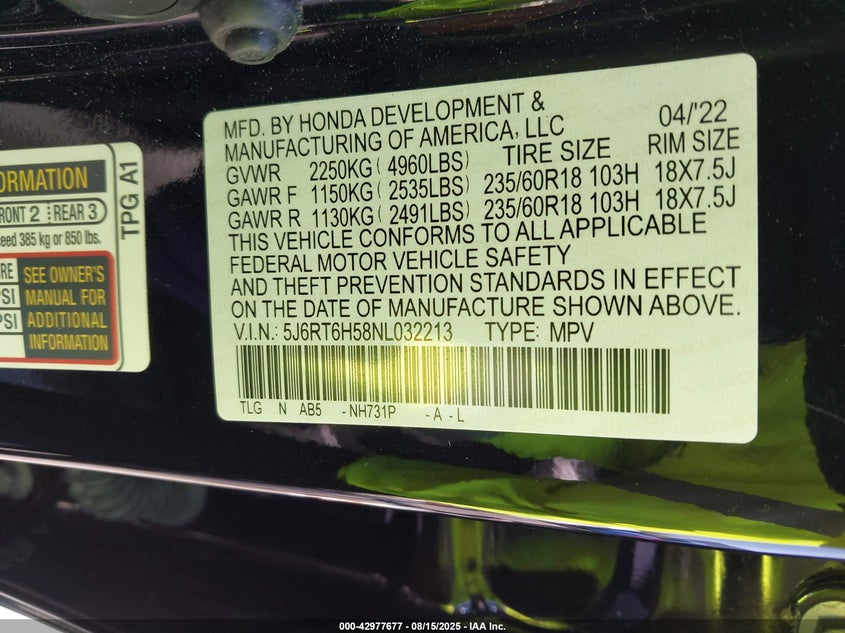 ORMATION
FRONT 2 REAR 3
eed 385 kg or 850 lbs.
TPG A1
RE
PSI
PSI
SEE OWNER'S
MANUAL FOR
ADDITIONAL
INFORMATION
MFD. BY HONDA DEVELOPMENT & 04/'22
MANUFACTURING OF AMERICA, LLC RIM SIZE
GVWR 2250KG(4960LBS) TIRE SIZE
GAWR F 1150KG(2535LBS) 235/60R18 103H 18X7.5J
GAWR R 1130KG(2491LBS) 235/60R18 103H 18X7.5J
THIS VEHICLE CONFORMS TO ALL APPLICABLE
FEDERAL MOTOR VEHICLE SAFETY
AND THEFT PREVENTION STANDARDS IN EFFECT
ON THE DATE OF MANUFACTURE SHOWN ABOVE.
V.I.N.: 5J6RT6H58NL032213 TYPE: MPV
TLG N AB5 -NH731P -A-L
000-42977677 - 08/15/2025 - IAA Inc.